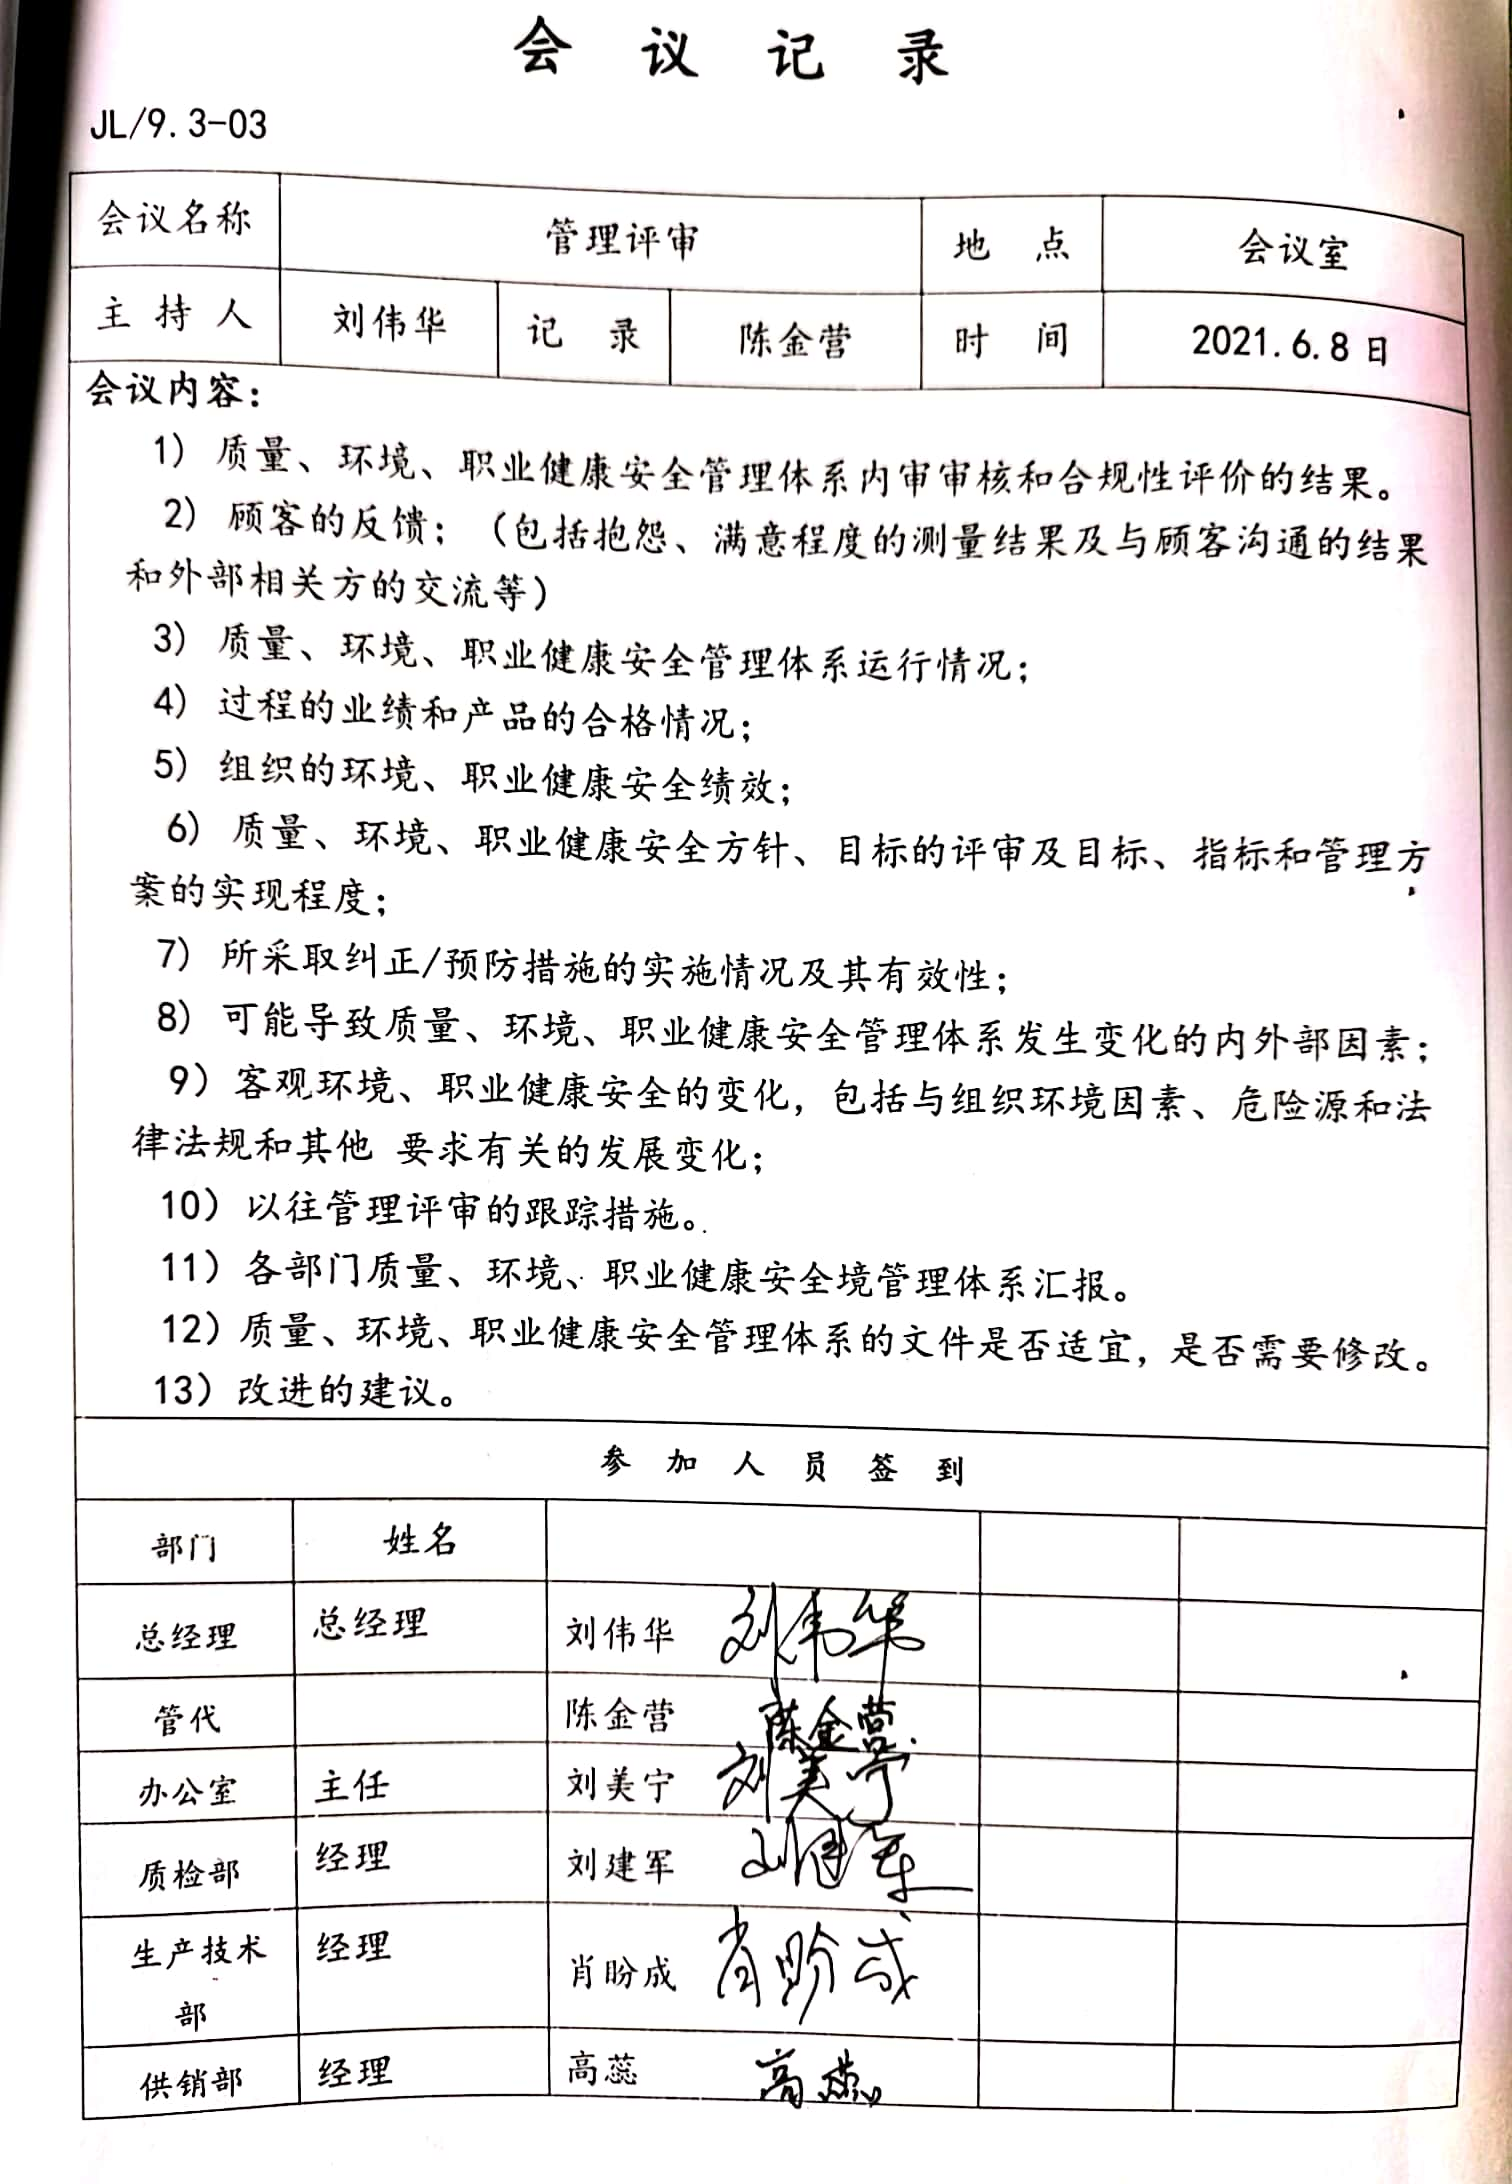 会议记录
JL/9.3-03
会议名称 管理评审 地点 会议室
主持人 刘伟华 记录 陈金营 时间 2021.6.8日
会议内容：
1）质量、环境、职业健康安全管理体系内审审核和合规性评价的结果。
2）顾客的反馈；（包括抱怨、满意程度的测量结果及与顾客沟通的结果
和外部相关方的交流等）
3）质量、环境、职业健康安全管理体系运行情况；
4）过程的业绩和产品的合格情况；
5）组织的环境、职业健康安全绩效；
6）质量、环境、职业健康安全方针、目标的评审及目标、指标和管理方
案的实现程度；
7）所采取纠正/预防措施的实施情况及其有效性；
8）可能导致质量、环境、职业健康安全管理体系发生变化的内外部因素；
9）客观环境、职业健康安全的变化，包括与组织环境因素、危险源和法
律法规和其他 要求有关的发展变化；
10）以往管理评审的跟踪措施。
11）各部门质量、环境、职业健康安全境管理体系汇报。
12）质量、环境、职业健康安全管理体系的文件是否适宜，是否需要修改。
13）改进的建议。
参加人员签到
部门 姓名
总经理 总经理 刘伟华 刘伟华
管代 陈金营 陈金营
办公室 主任 刘美宁 刘美宁
质检部 经理 刘建军 刘建军
生产技术 经理 肖盼成 肖盼成
部
供销部 经理 高蕊 高蕊